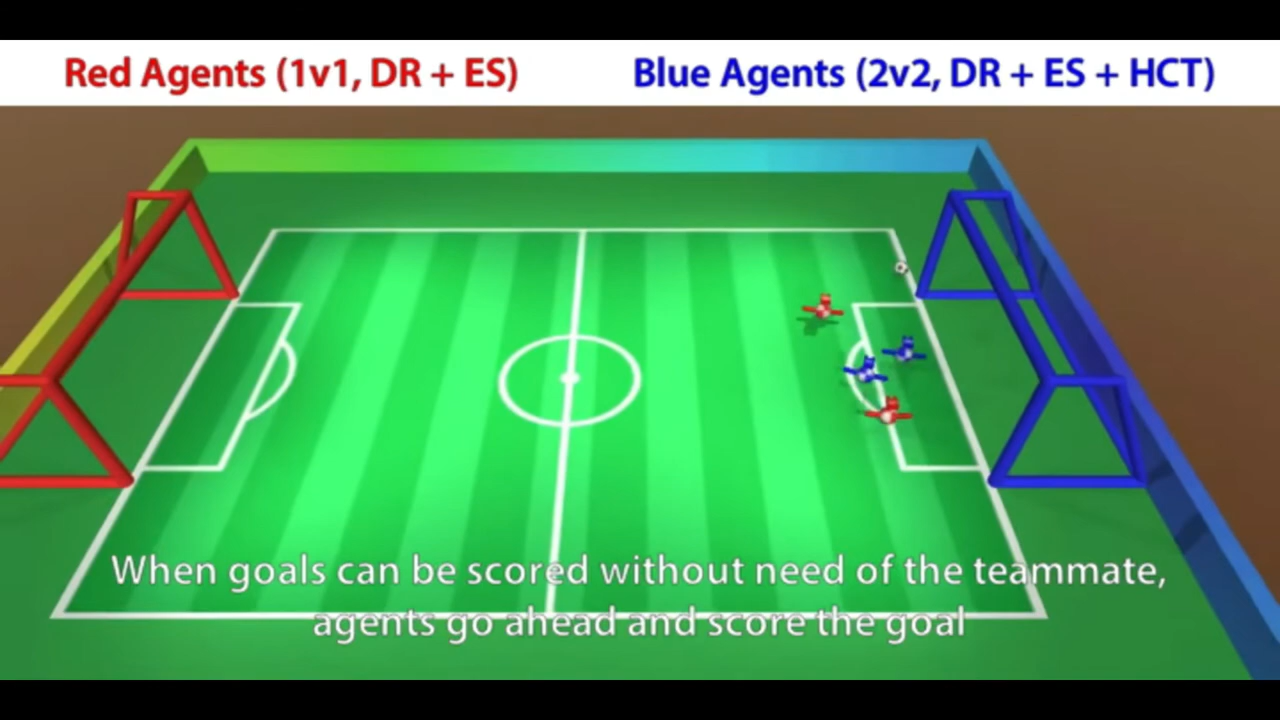 Red Agents (1v1, DR + ES)
Blue Agents (2v2, DR + ES + HCT)
When goals can be scored without need of the teammate,
agents go ahead and score the goal